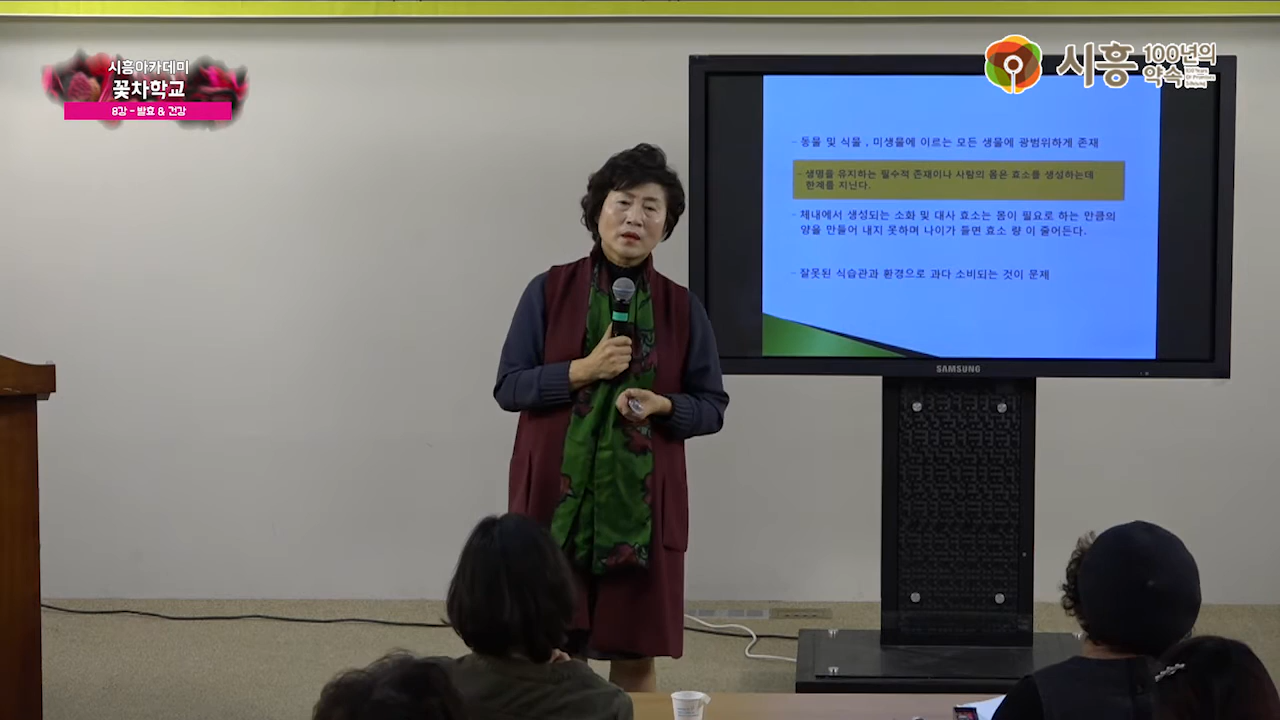 시흥아카데미
꽃차학교
8강 - 발효 & 건강
시흥
100년의
약속
- 동물 및 식물 , 미생물에 이르는 모든 생물에 광범위하게 존재
- 생명을 유지하는 필수적 존재이나 사람의 몸은 효소를 생성하는데
한계를 지닌다.
- 체내에서 생성되는 소화 및 대사 효소는 몸이 필요로 하는 만큼의
양을 만들어 내지 못하며 나이가 들면 효소 량 이 줄어든다.
- 잘못된 식습관과 환경으로 과다 소비되는 것이 문제
SAMSUNG